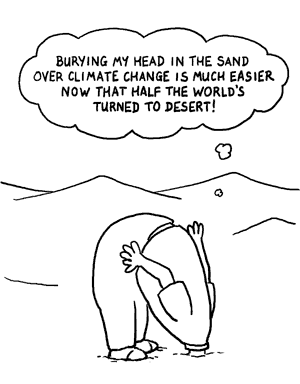 BURYING MY HEAD IN THE SAND
OVER CLIMATE CHANGE IS MUCH EASIER
NOW THAT HALF THE WORLD'S
TURNED TO DESERT!